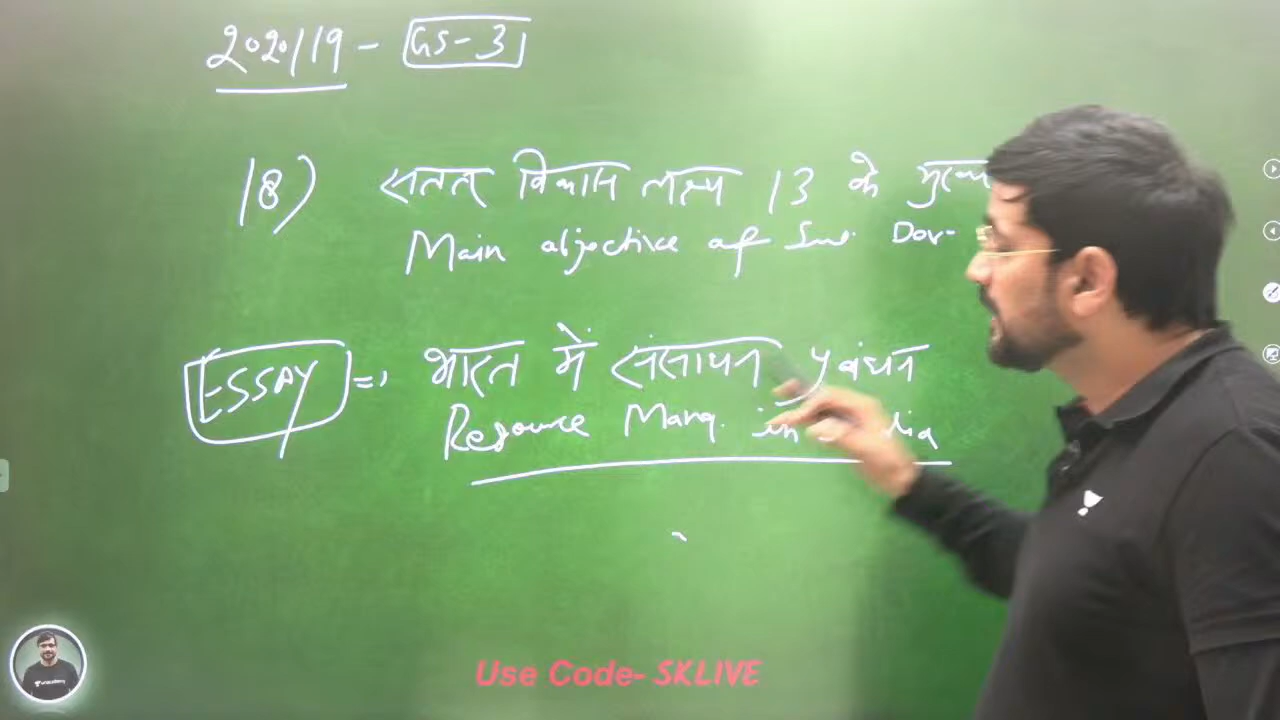 2020/19 - GS-3
18) सतत विकास लक्ष्य 13 के मुख्य
Main objective of Sus. Dev-
ESSAY => भारत में संसाधन प्रबंधन
Resource Mang. in India
Use Code- SKLIVE